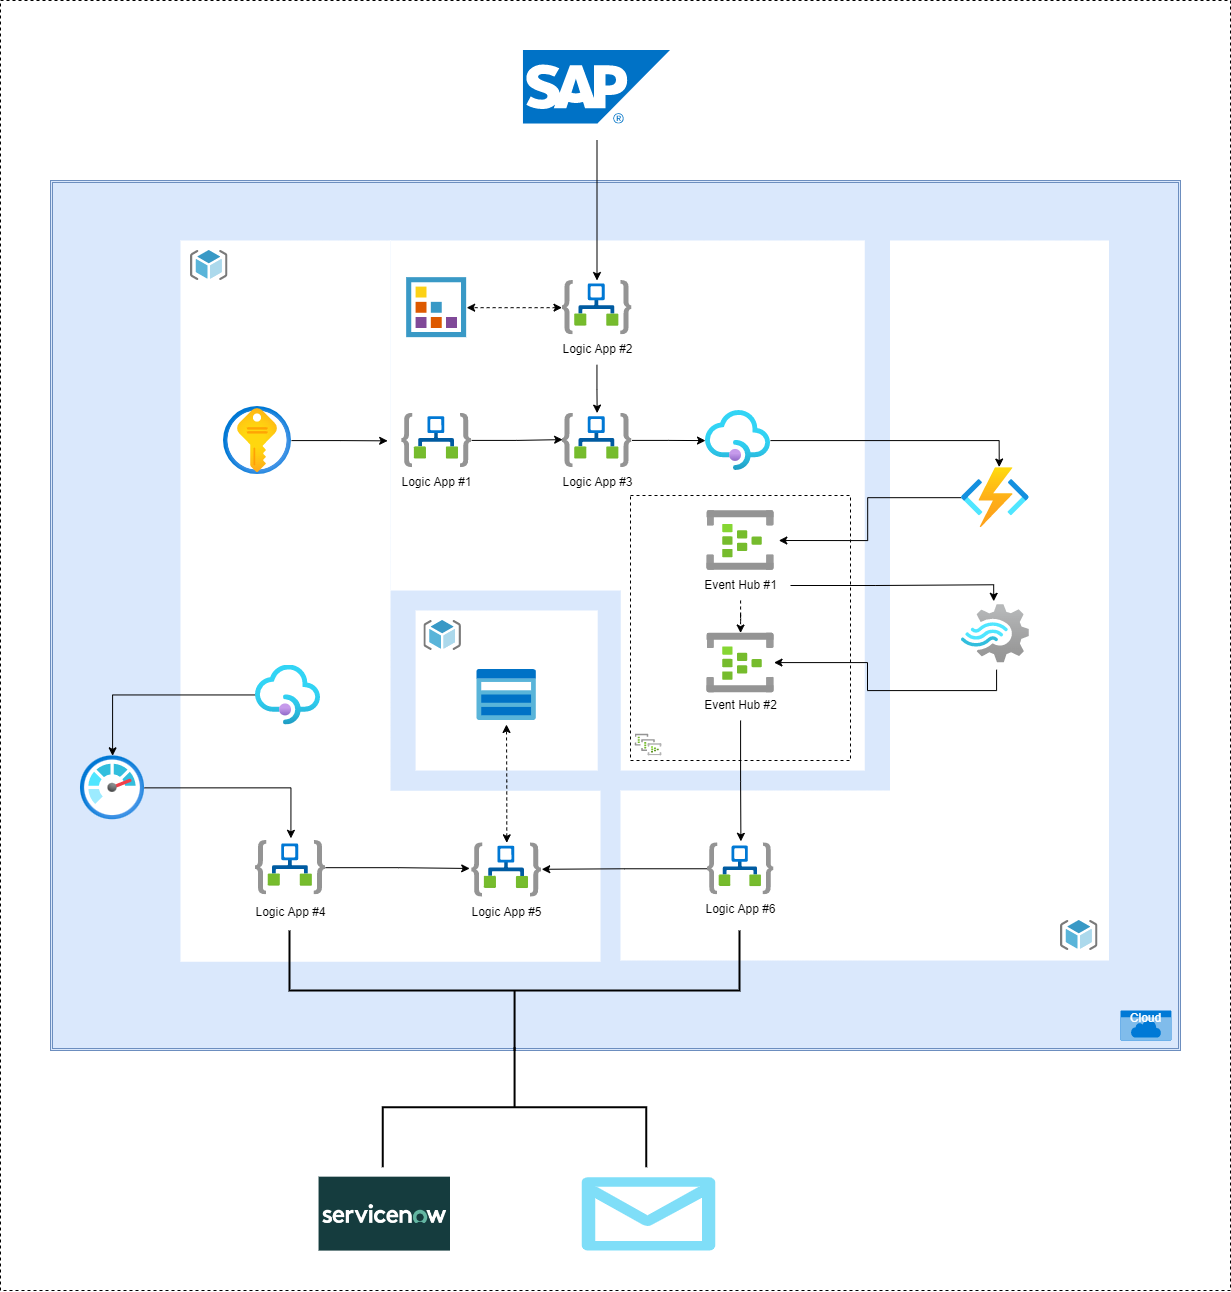 SAP
®
Logic App #2
Logic App #1
Logic App #3
Event Hub #1
Event Hub #2
Logic App #4
Logic App #5
Logic App #6
Cloud
servicenow